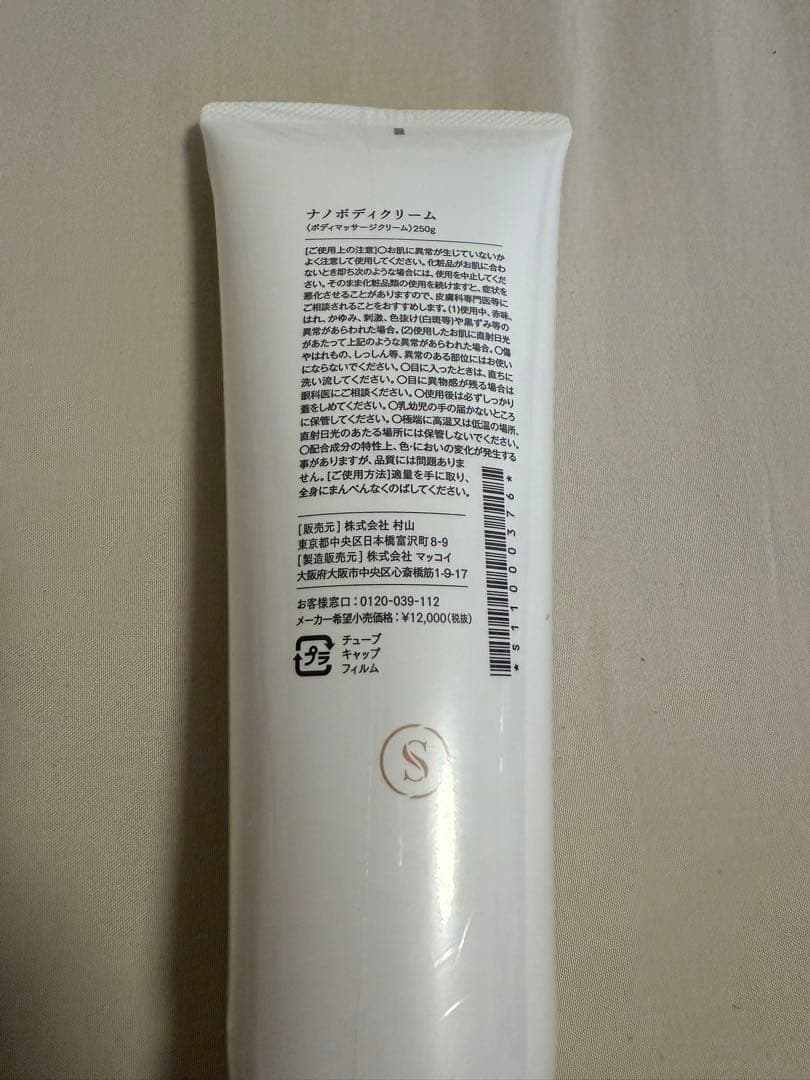 ナノボディクリーム
〈ボディマッサージクリーム〉250g
[ご使用上の注意]〇お肌に異常が生じていないか
よく注意して使用してください。化粧品がお肌に合わ
ないとき即ち次のような場合には、使用を中止してくだ
さい。そのまま化粧品類の使用を続けますと、症状を
悪化させることがありますので、皮膚科専門医等に
ご相談されることをおすすめします。(1)使用中、赤味、
はれ、かゆみ、刺激、色抜け(白斑等)や黒ずみ等の
異常があらわれた場合。(2)使用したお肌に直射日光
があたって上記のような異常があらわれた場合。〇傷
やはれもの、しっしん等、異常のある部位にはお使い
にならないでください。〇目に入ったときは、直ちに
洗い流してください。〇目に異物感が残る場合は
眼科医にご相談ください。〇使用後は必ずしっかり
蓋をしめてください。〇乳幼児の手の届かないところ
に保管してください。〇極端に高温又は低温の場所、
直射日光のあたる場所には保管しないでください。
〇配合成分の特性上、色・においの変化が発生する
事がありますが、品質には問題ありま
せん。[ご使用方法]適量を手に取り、
全身にまんべんなくのばしてください。
[販売元] 株式会社 村山
東京都中央区日本橋富沢町8-9
[製造販売元] 株式会社 マッコイ
大阪府大阪市中央区心斎橋筋1-9-17
お客様窓口：0120-039-112
メーカー希望小売価格：¥12,000(税抜)
プラ
チューブ
キャップ
フィルム
*S11000376*
S